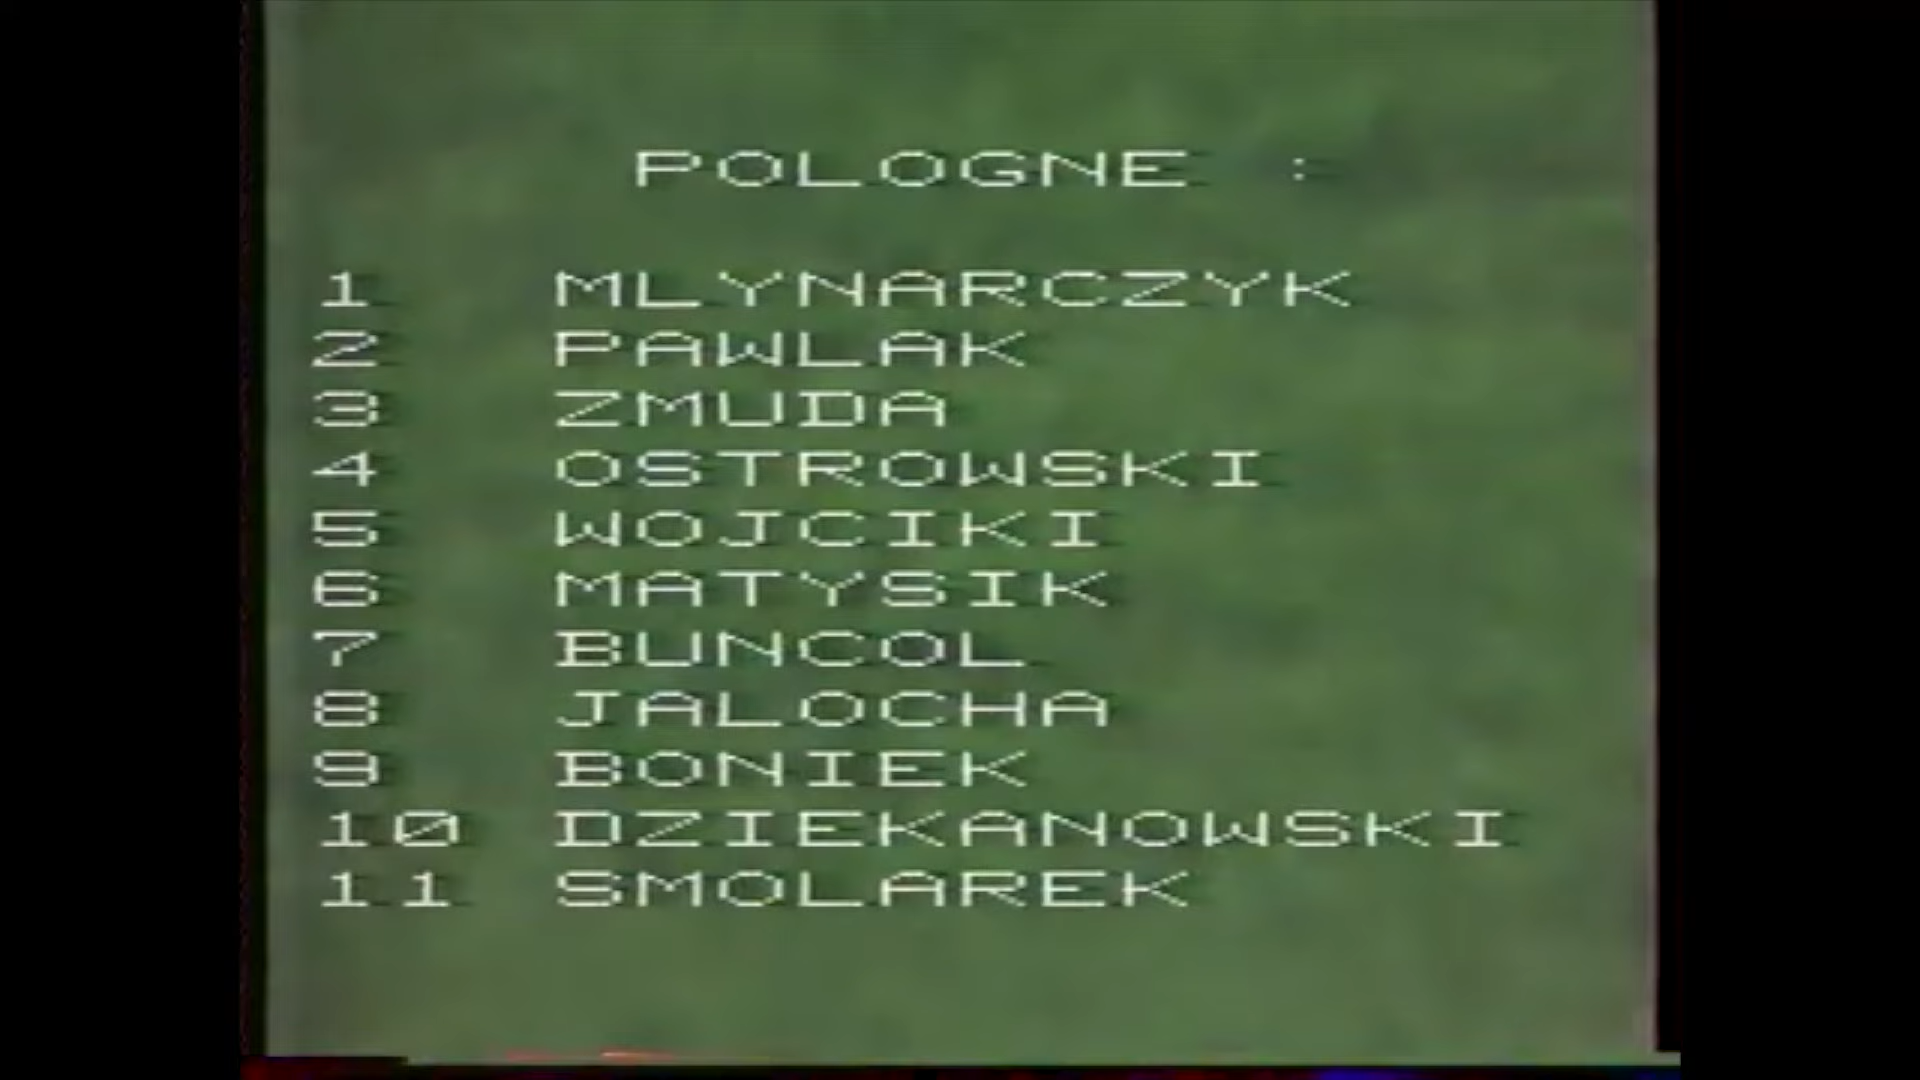 POLOGNE :
1 MLYNARCZYK
2 PAWLAK
3 ZMUDA
4 OSTROWSKI
5 WOJCIKI
6 MATYSIK
7 BUNCOL
8 JALOCHA
9 BONIEK
10 DZIEKANOWSKI
11 SMOLAREK